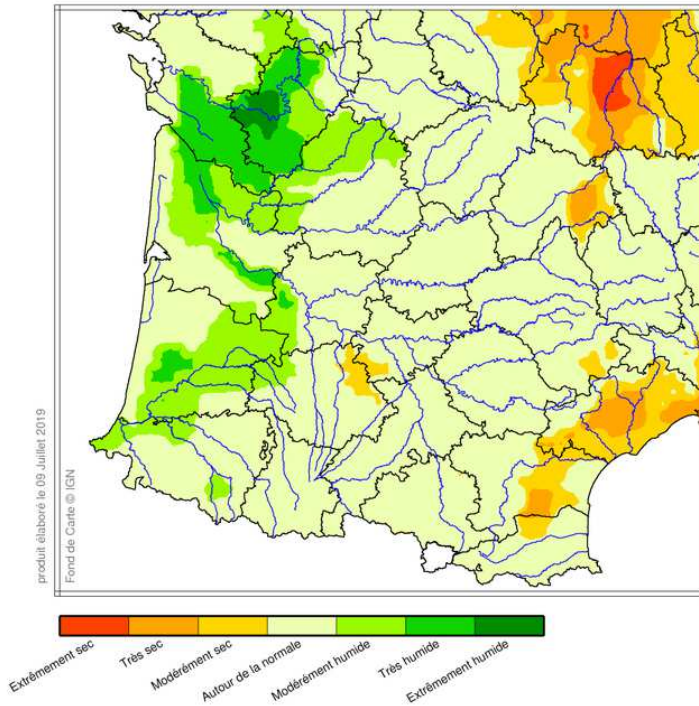 produit élaboré le 09 Juillet 2019
Fond de Carte © IGN
Extrêmement sec
Très sec
Modérément sec
Autour de la normale
Modérément humide
Très humide
Extrêmement humide